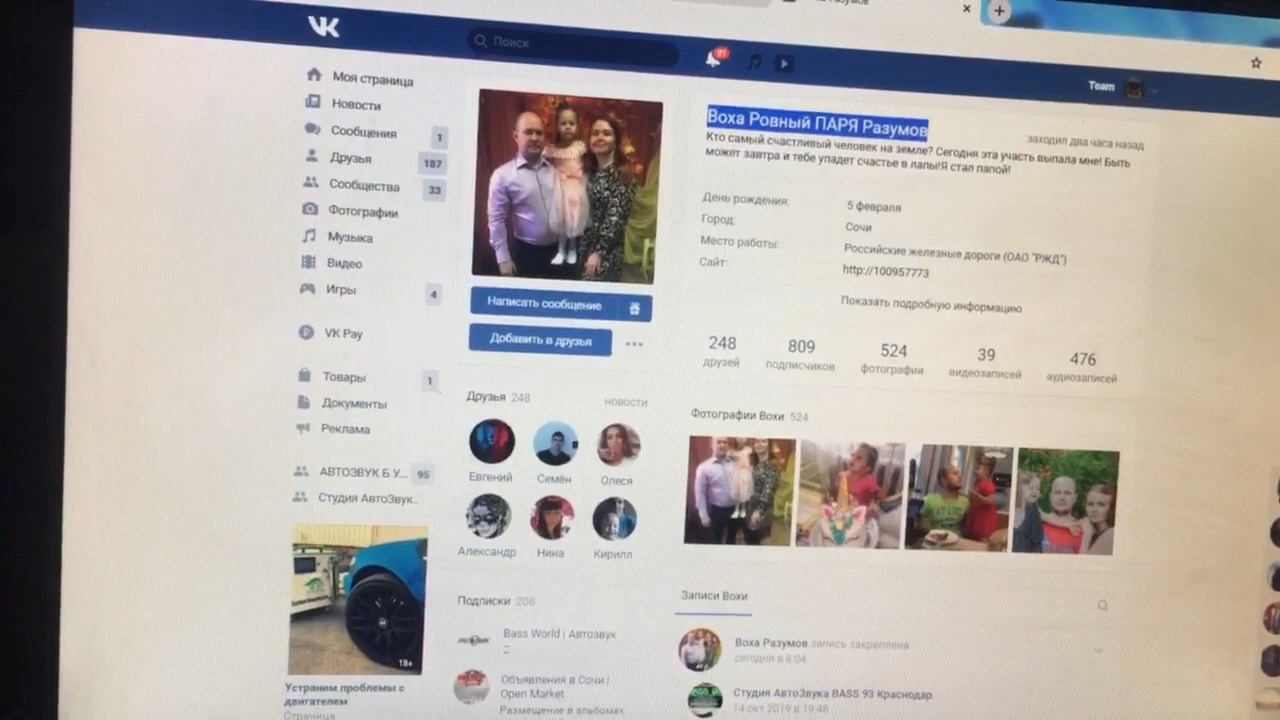 Разумов
VK
Поиск
91
Team
Моя страница
Новости
Сообщения 1
Друзья 187
Сообщества 33
Фотографии
Музыка
Видео
Игры 4
VK Pay
Товары 1
Документы
Реклама
АВТОЗВУК Б.У... 95
Студия АвтоЗвук..
18+
Устраним проблемы с
двигателем
Страница
Написать сообщение
Добавить в друзья
Друзья 248
новости
Евгений Семён Олеся
Александр Нина Кирилл
Подписки 208
Bass World | Автозвук
Объявления в Сочи |
Open Market
Размещение в альбомах
Воха Ровный ПАРЯ Разумов
заходил два часа назад
Кто самый счастливый человек на земле? Сегодня эта участь выпала мне! Быть
может завтра и тебе упадет счастье в лапы!Я стал папой!
День рождения: 5 февраля
Город: Сочи
Место работы: Российские железные дороги (ОАО "РЖД")
Сайт: http://100957773
Показать подробную информацию
248 809 524 39 476
друзей подписчиков фотографии видеозаписей аудиозаписей
Фотографии Вохи 524
Записи Вохи
Воха Разумов запись закреплена
сегодня в 8:04
Студия АвтоЗвука BASS 93 Краснодар.
14 окт 2019 в 19:48